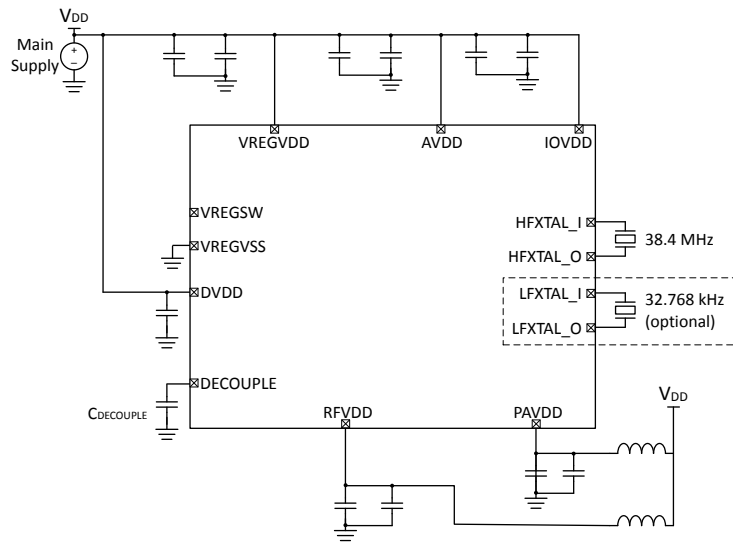 VDD
Main
Supply
+
–
VREGVDD
AVDD
IOVDD
VREGSW
VREGVSS
DVDD
DECOUPLE
CDECOUPLE
HFXTAL_I
HFXTAL_O
38.4 MHz
LFXTAL_I
LFXTAL_O
32.768 kHz
(optional)
RFVDD
PAVDD
VDD